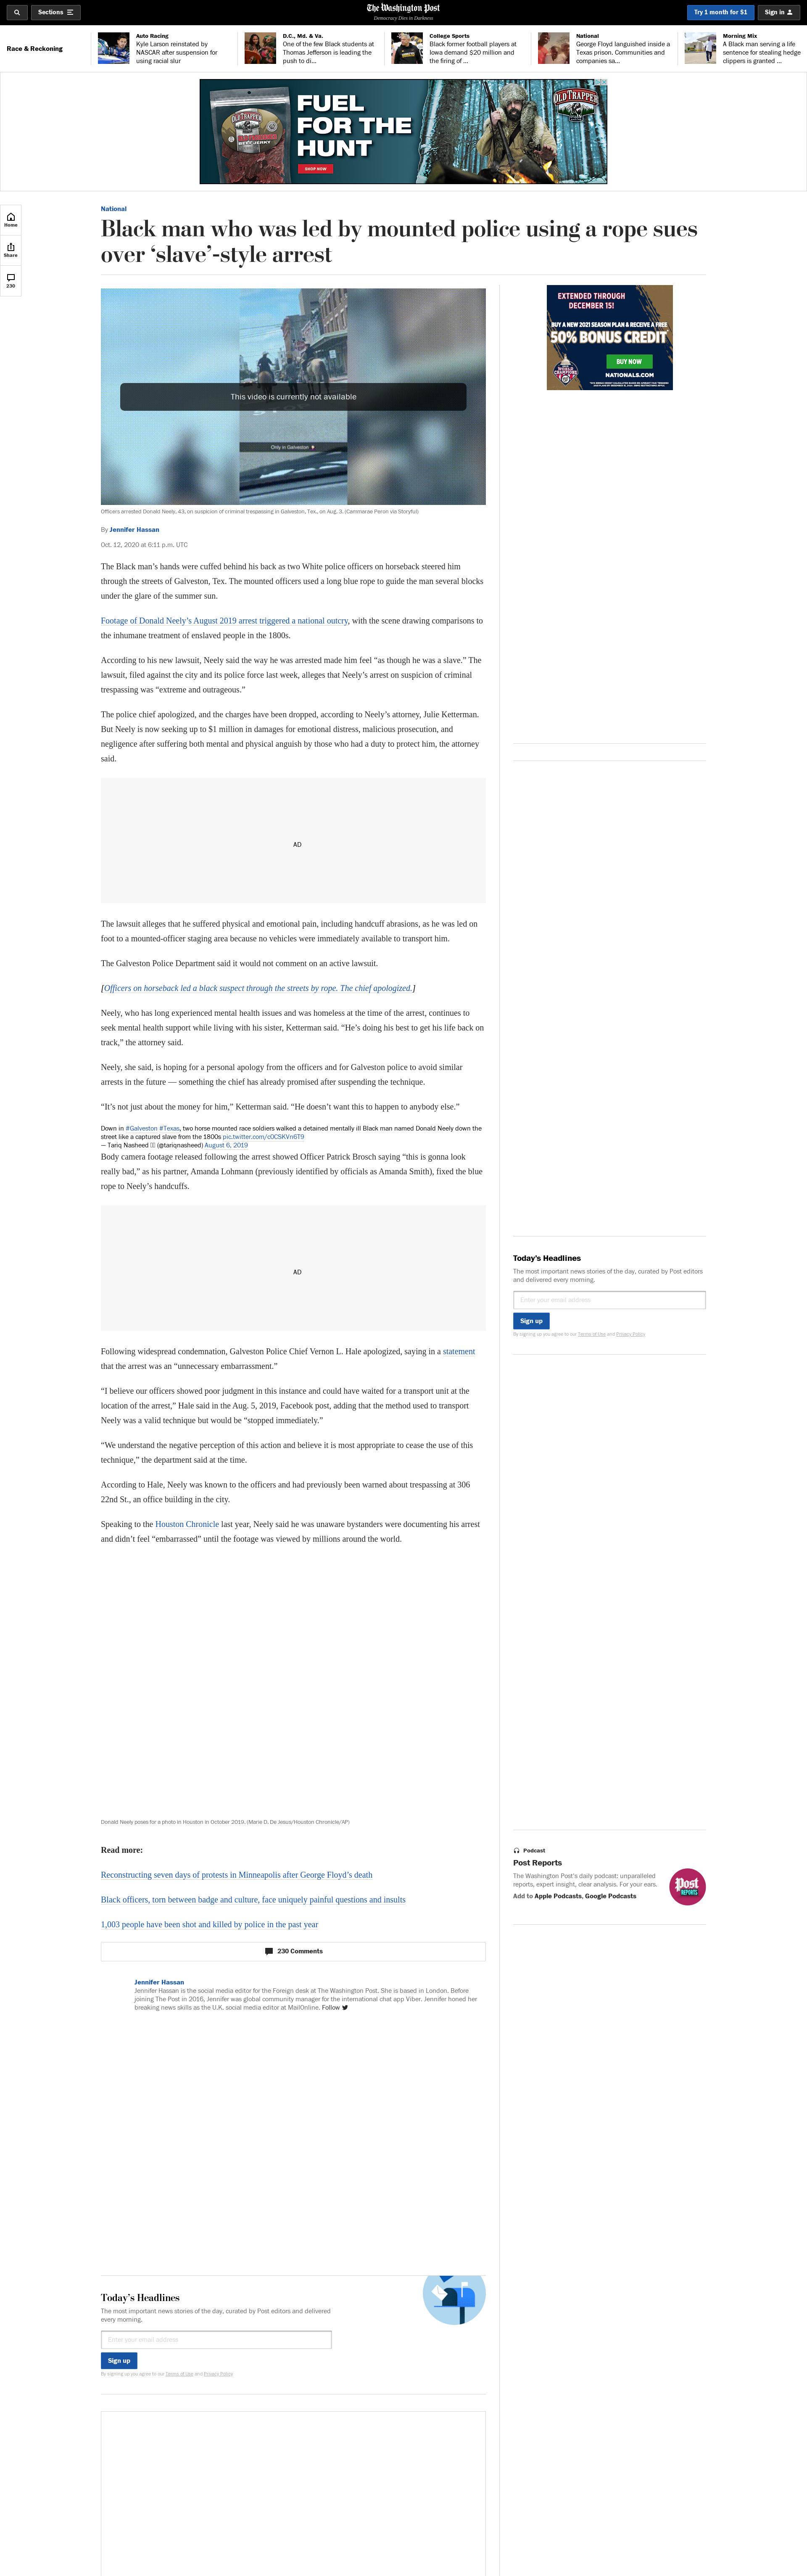 Sections
The Washington Post
Democracy Dies in Darkness
Try 1 month for $1
Sign in
Race & Reckoning
Auto Racing
Kyle Larson reinstated by
NASCAR after suspension for
using racial slur
D.C., Md. & Va.
One of the few Black students at
Thomas Jefferson is leading the
push to di...
College Sports
Black former football players at
Iowa demand $20 million and
the firing of ...
National
George Floyd languished inside a
Texas prison. Communities and
companies sa...
Morning Mix
A Black man serving a life
sentence for stealing hedge
clippers is granted ...
OLD TRAPPER
BEEF JERKY
FUEL
FOR THE
HUNT
SHOP NOW
OLD TRAPPER
Home
Share
230
National
Black man who was led by mounted police using a rope sues
over ‘slave’-style arrest
This video is currently not available
Only in Galveston
Officers arrested Donald Neely, 43, on suspicion of criminal trespassing in Galveston, Tex., on Aug. 3. (Caminarae Peron via Storyful)
EXTENDED THROUGH
DECEMBER 15!
BUY A NEW 2021 SEASON PLAN & RECEIVE A FREE
50% BONUS CREDIT
BUY NOW
WORLD
CHAMPIONS
NATIONALS.COM
By Jennifer Hassan
Oct. 12, 2020 at 6:11 p.m. UTC
The Black man’s hands were cuffed behind his back as two White police officers on horseback steered him
through the streets of Galveston, Tex. The mounted officers used a long blue rope to guide the man several blocks
under the glare of the summer sun.
Footage of Donald Neely’s August 2019 arrest triggered a national outcry, with the scene drawing comparisons to
the inhumane treatment of enslaved people in the 1800s.
According to his new lawsuit, Neely said the way he was arrested made him feel “as though he was a slave.” The
lawsuit, filed against the city and its police force last week, alleges that Neely’s arrest on suspicion of criminal
trespassing was “extreme and outrageous.”
The police chief apologized, and the charges have been dropped, according to Neely’s attorney, Julie Ketterman.
But Neely is now seeking up to $1 million in damages for emotional distress, malicious prosecution, and
negligence after suffering both mental and physical anguish by those who had a duty to protect him, the attorney
said.
AD
The lawsuit alleges that he suffered physical and emotional pain, including handcuff abrasions, as he was led on
foot to a mounted-officer staging area because no vehicles were immediately available to transport him.
The Galveston Police Department said it would not comment on an active lawsuit.
[Officers on horseback led a black suspect through the streets by rope. The chief apologized.]
Neely, who has long experienced mental health issues and was homeless at the time of the arrest, continues to
seek mental health support while living with his sister, Ketterman said. “He’s doing his best to get his life back on
track,” the attorney said.
Neely, she said, is hoping for a personal apology from the officers and for Galveston police to avoid similar
arrests in the future — something the chief has already promised after suspending the technique.
“It’s not just about the money for him,” Ketterman said. “He doesn’t want this to happen to anybody else.”
Down in #Galveston #Texas, two horse mounted race soldiers walked a detained mentally ill Black man named Donald Neely down the
street like a captured slave from the 1800s pic.twitter.com/c0CSKVn6T9
— Tariq Nasheed (@tariqnasheed) August 6, 2019
Body camera footage released following the arrest showed Officer Patrick Brosch saying “this is gonna look
really bad,” as his partner, Amanda Lohmann (previously identified by officials as Amanda Smith), fixed the blue
rope to Neely’s handcuffs.
AD
Following widespread condemnation, Galveston Police Chief Vernon L. Hale apologized, saying in a statement
that the arrest was an “unnecessary embarrassment.”
“I believe our officers showed poor judgment in this instance and could have waited for a transport unit at the
location of the arrest,” Hale said in the Aug. 5, 2019, Facebook post, adding that the method used to transport
Neely was a valid technique but would be “stopped immediately.”
“We understand the negative perception of this action and believe it is most appropriate to cease the use of this
technique,” the department said at the time.
According to Hale, Neely was known to the officers and had previously been warned about trespassing at 306
22nd St., an office building in the city.
Speaking to the Houston Chronicle last year, Neely said he was unaware bystanders were documenting his arrest
and didn’t feel “embarrassed” until the footage was viewed by millions around the world.
Donald Neely poses for a photo in Houston in October 2019. (Marie D. De Jesus/Houston Chronicle/AP)
Read more:
Reconstructing seven days of protests in Minneapolis after George Floyd’s death
Black officers, torn between badge and culture, face uniquely painful questions and insults
1,003 people have been shot and killed by police in the past year
230 Comments
Jennifer Hassan
Jennifer Hassan is the social media editor for the Foreign desk at The Washington Post. She is based in London. Before
joining The Post in 2016, Jennifer was global community manager for the international chat app Viber. Jennifer honed her
breaking news skills as the U.K. social media editor at MailOnline. Follow
Today’s Headlines
The most important news stories of the day, curated by Post editors and delivered
every morning.
Enter your email address
Sign up
By signing up you agree to our Terms of Use and Privacy Policy
Today’s Headlines
The most important news stories of the day, curated by Post editors
and delivered every morning.
Enter your email address
Sign up
By signing up you agree to our Terms of Use and Privacy Policy
Podcast
Post Reports
The Washington Post’s daily podcast: unparalleled
reports, expert insight, clear analysis. For your ears.
Add to Apple Podcasts, Google Podcasts
Post
REPORTS